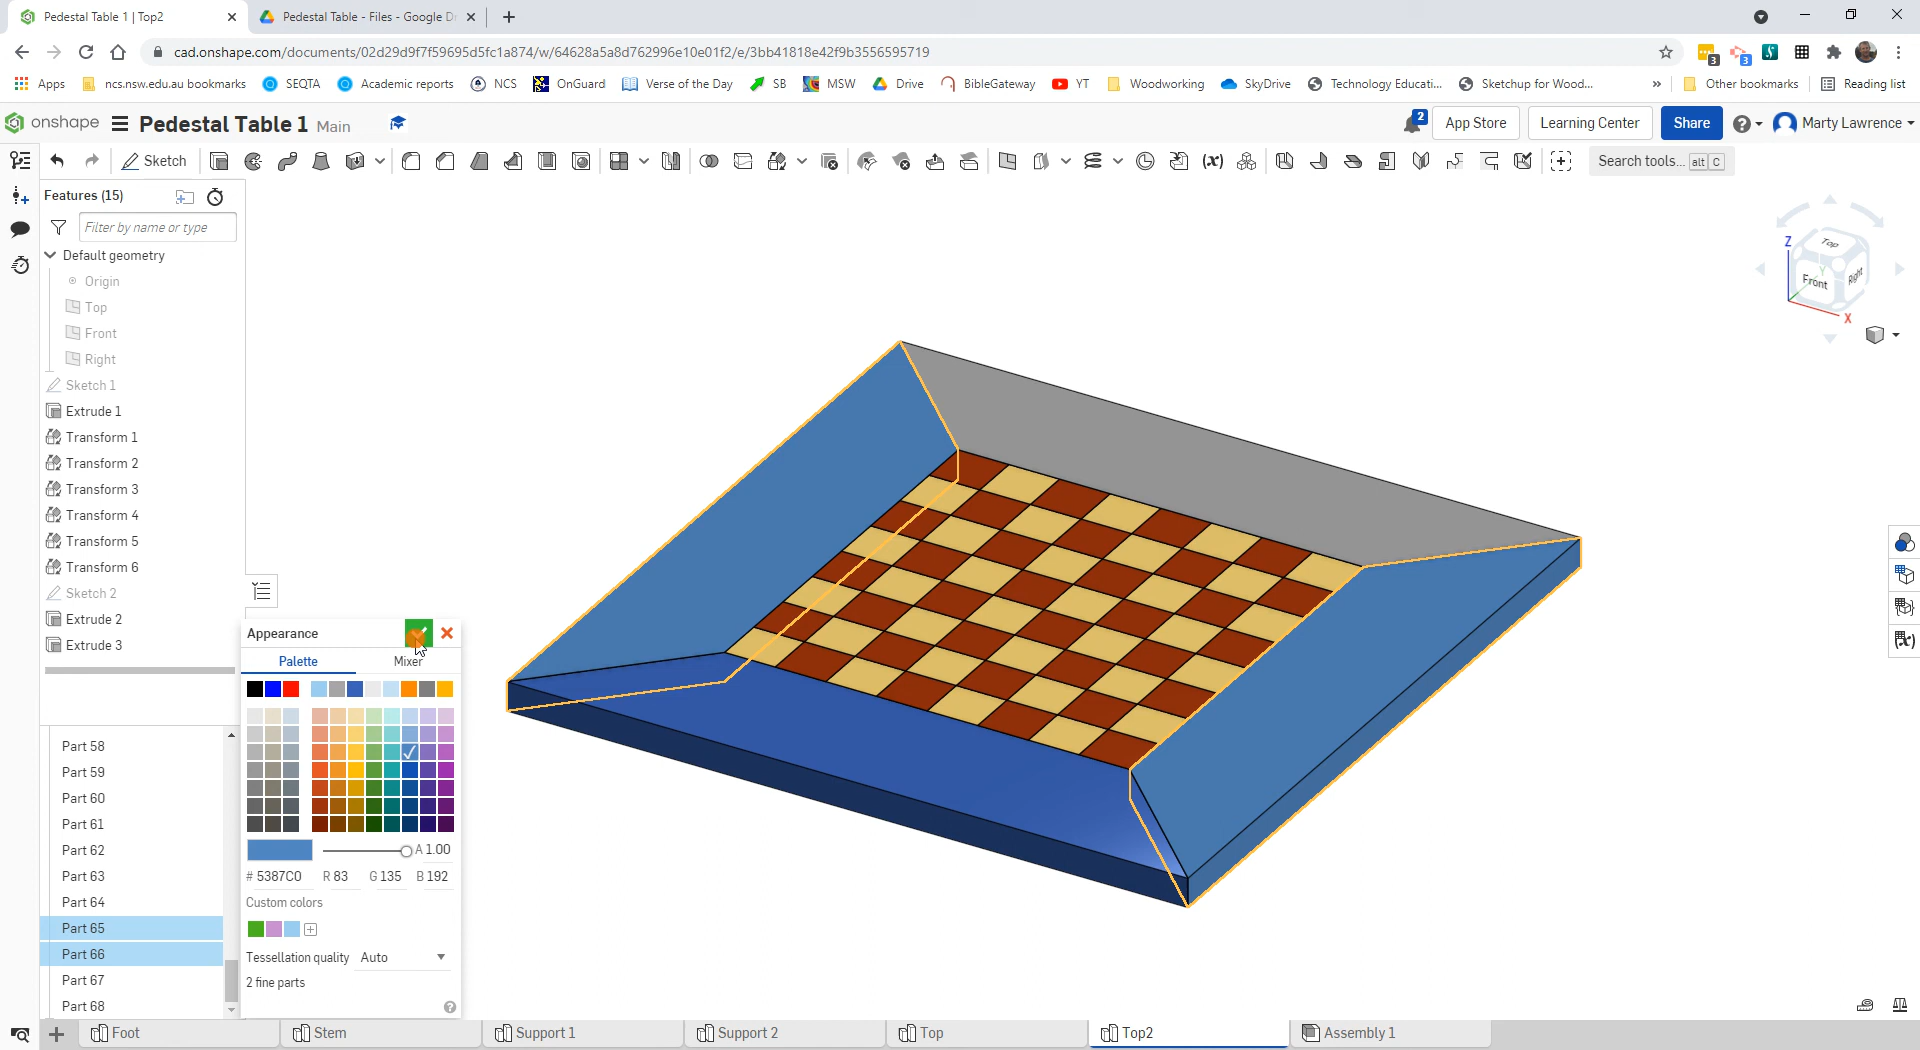 Pedestal Table 1 | Top2
Pedestal Table - Files - Google Dr
cad.onshape.com/documents/02d29d9f7f59695d5fc1a874/w/64628a5a8d762996e10e01f2/e/3bb41818e42f9b3556595719
3
3
Apps
ncs.nsw.edu.au bookmarks
SEQTA
Academic reports
NCS
OnGuard
Verse of the Day
SB
MSW
Drive
BibleGateway
YT
Woodworking
SkyDrive
Technology Educati...
Sketchup for Wood...
»
Other bookmarks
Reading list
onshape
Pedestal Table 1 Main
2
App Store
Learning Center
Share
Marty Lawrence
Sketch
Search tools... alt C
Features (15)
Filter by name or type
Default geometry
Origin
Top
Front
Right
Sketch 1
Extrude 1
Transform 1
Transform 2
Transform 3
Transform 4
Transform 5
Transform 6
Sketch 2
Extrude 2
Extrude 3
Z
Top
Y
Front
Right
X
Part 58
Part 59
Part 60
Part 61
Part 62
Part 63
Part 64
Part 65
Part 66
Part 67
Part 68
Appearance
Palette
Mixer
A 1.00
# 5387C0 R 83 G 135 B 192
Custom colors
Tessellation quality Auto
2 fine parts
Foot
Stem
Support 1
Support 2
Top
Top2
Assembly 1